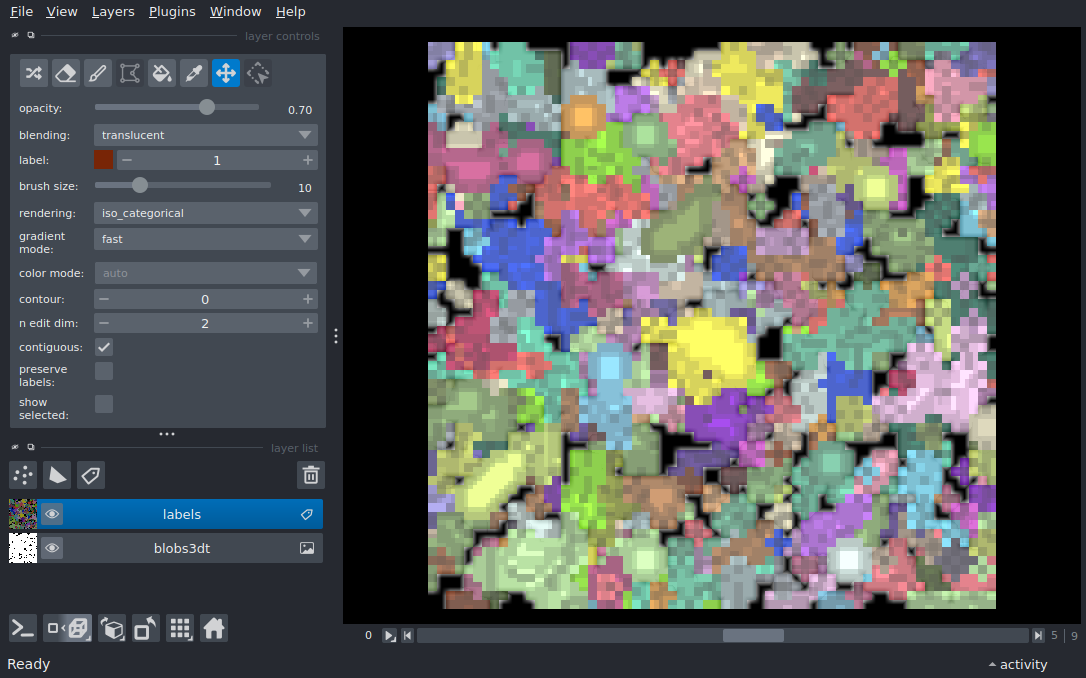 File View Layers Plugins Window Help
layer controls
opacity: 0.70
blending: translucent
label: 1
brush size: 10
rendering: iso_categorical
gradient
mode: fast
color mode: auto
contour: 0
n edit dim: 2
contiguous:
preserve
labels:
show
selected:
layer list
labels
blobs3dt
0 5 | 9
Ready activity